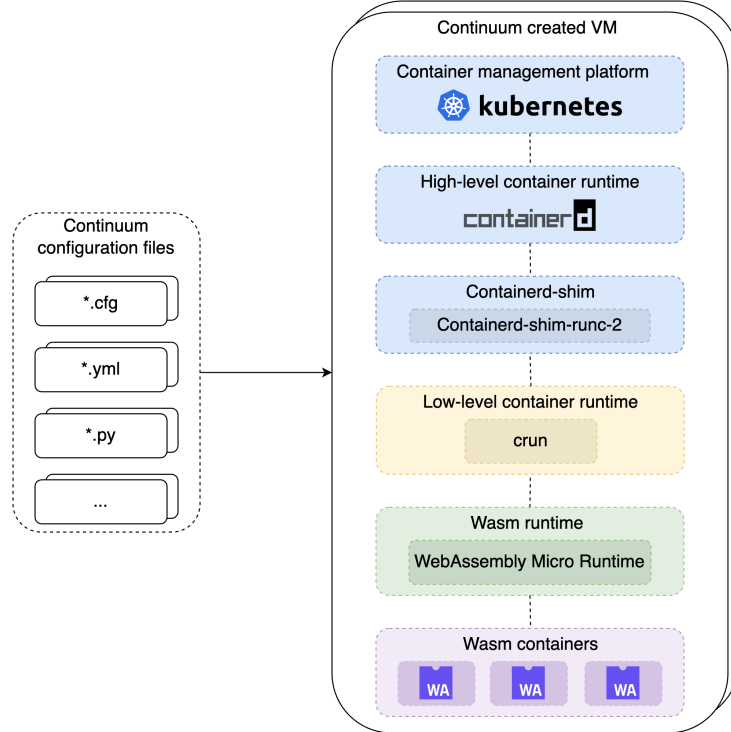 Continuum
configuration files
*.cfg
*.yml
*.py
...
Continuum created VM
Container management platform
kubernetes
High-level container runtime
containerd
Containerd-shim
Containerd-shim-runc-2
Low-level container runtime
crun
Wasm runtime
WebAssembly Micro Runtime
Wasm containers
WA WA WA